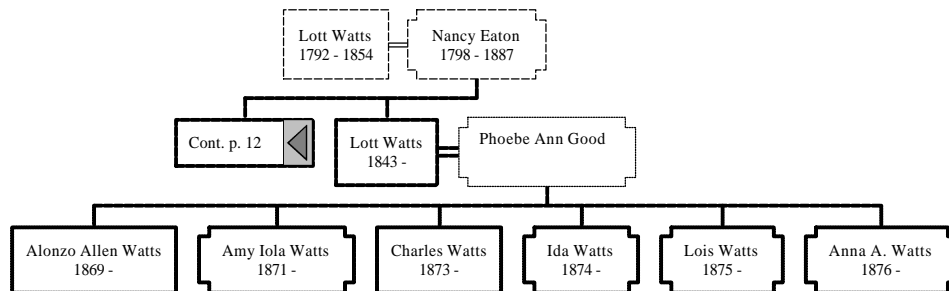 Lott Watts
1792 - 1854
Nancy Eaton
1798 - 1887
Cont. p. 12
Lott Watts
1843 -
Phoebe Ann Good
Alonzo Allen Watts
1869 -
Amy Iola Watts
1871 -
Charles Watts
1873 -
Ida Watts
1874 -
Lois Watts
1875 -
Anna A. Watts
1876 -